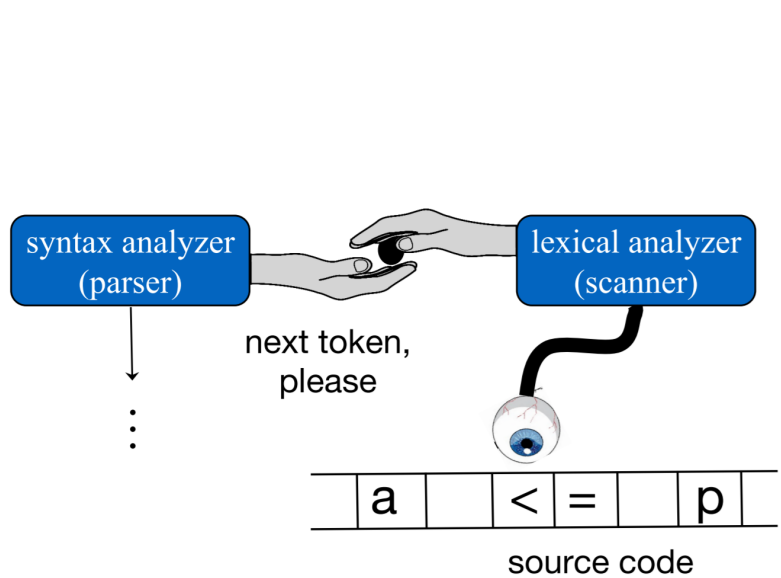 syntax analyzer
(parser)
lexical analyzer
(scanner)
next token,
please
a < = p
source code